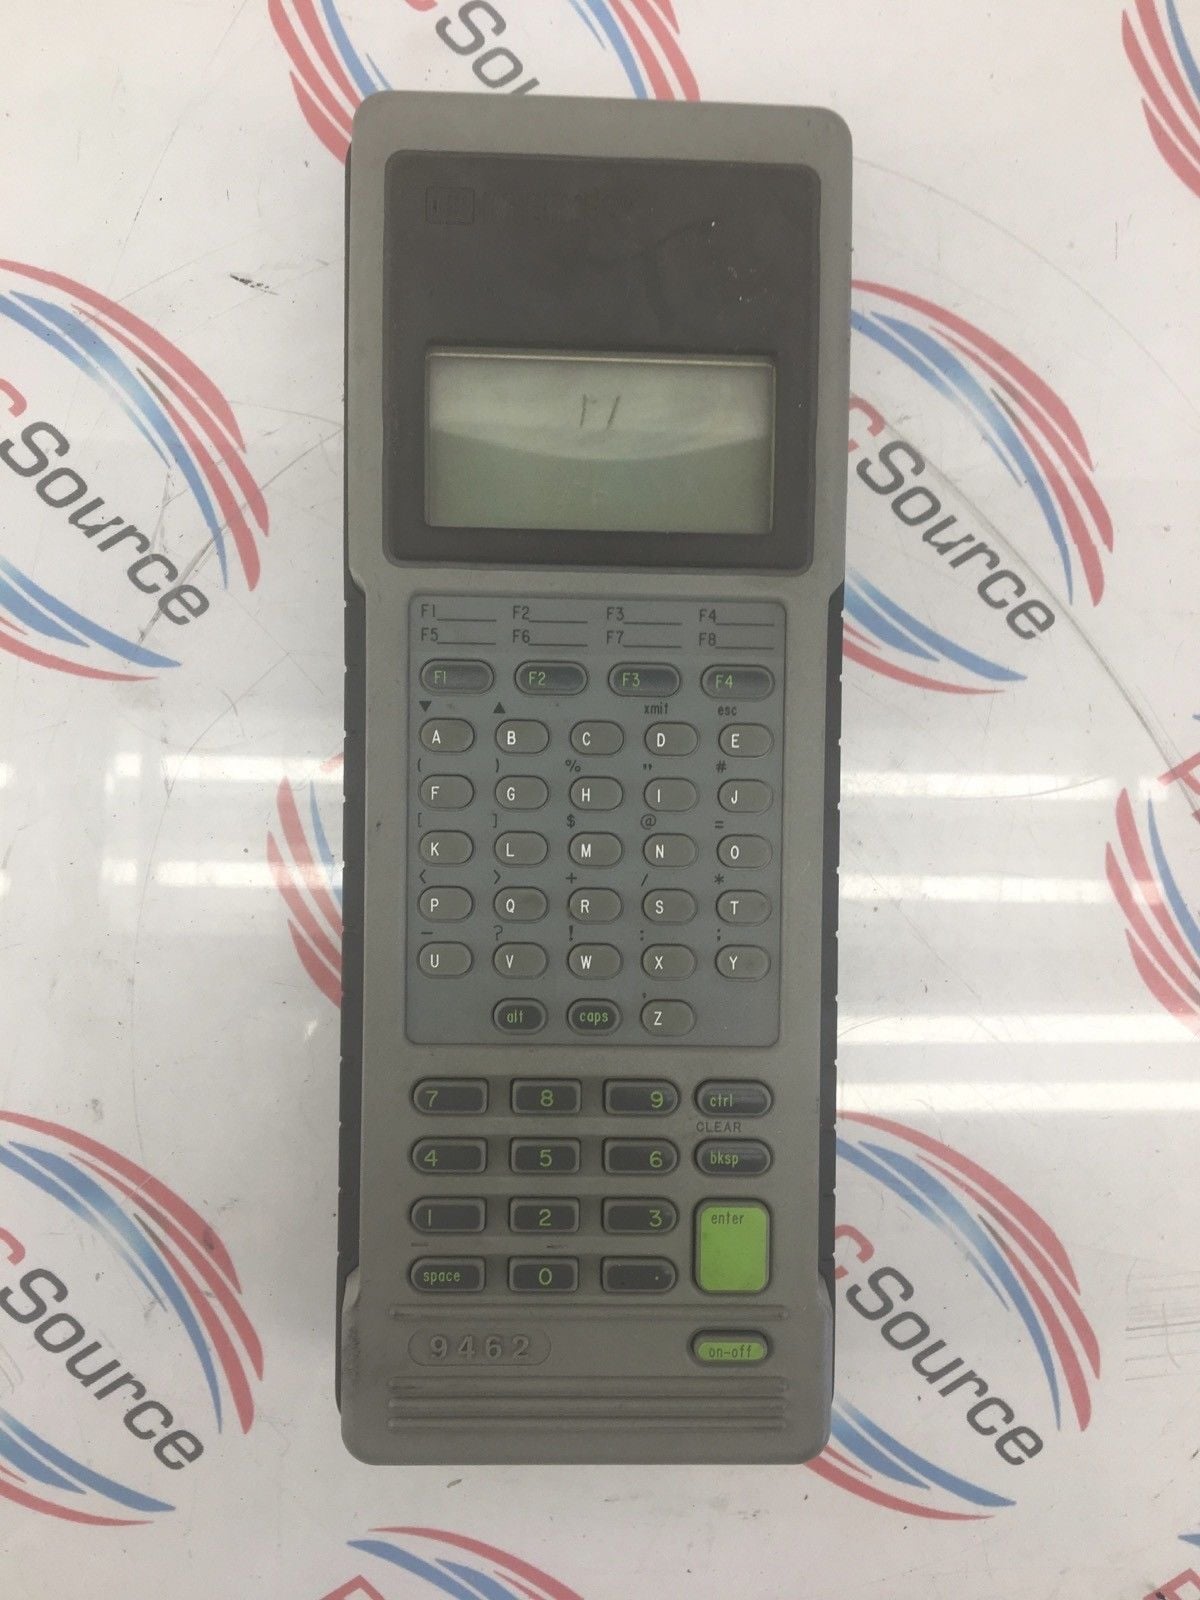 Sou
Source
Source
F1 F2 F3 F4
F5 F6 F7 F8
F1 F2 F3 F4
▼ ▲ xmit esc
A B C D E
( ) % " #
F G H I J
[ ] $ @ =
K L M N O
< > + / *
P Q R S T
- ? ! : ;
U V W X Y
alt caps , Z
7 8 9 ctrl
CLEAR
4 5 6 bksp
1 2 3 enter
space 0 .
9462 on-off
Source
Source